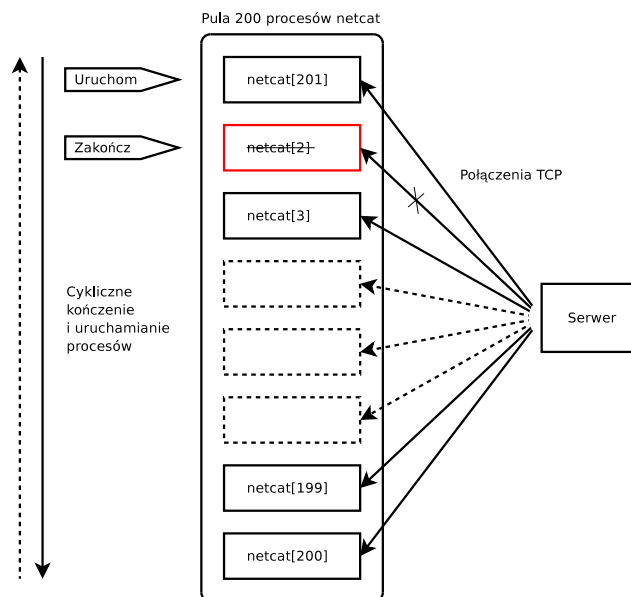 Pula 200 procesów netcat
Uruchom
netcat[201]
Zakończ
netcat[2]
Połączenia TCP
netcat[3]
Cykliczne
kończenie
i uruchamianie
procesów
Serwer
netcat[199]
netcat[200]